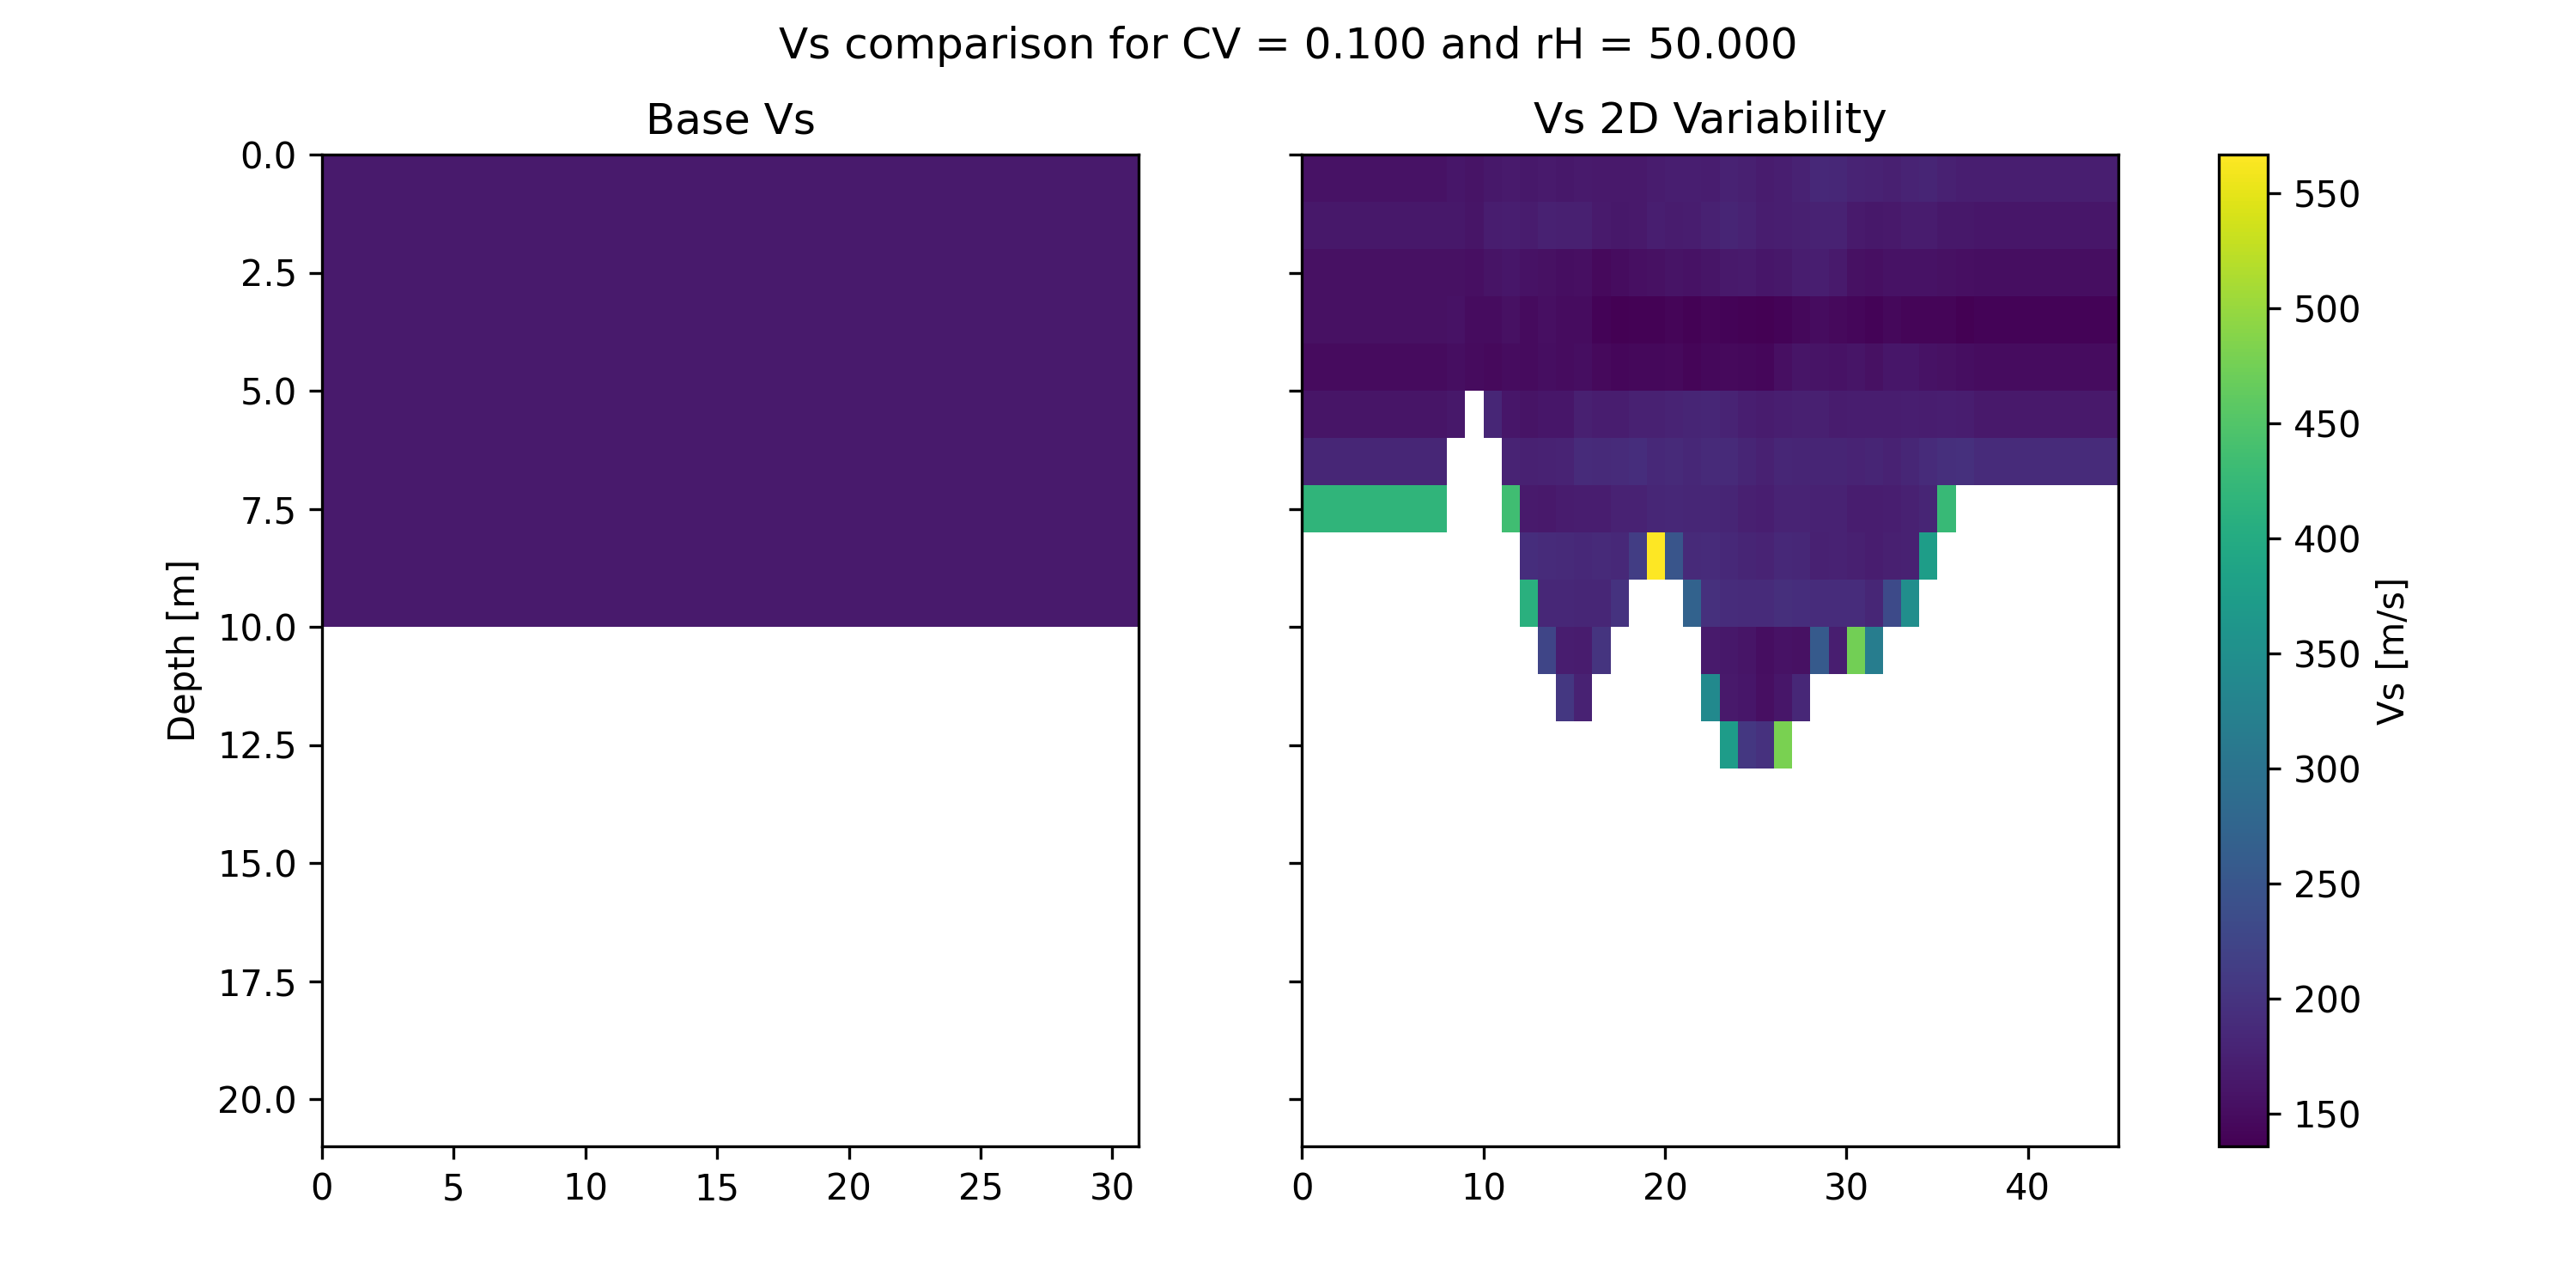 Vs comparison for CV = 0.100 and rH = 50.000
Base Vs
Vs 2D Variability
0.0
2.5
5.0
7.5
10.0
12.5
15.0
17.5
20.0
Depth [m]
0 5 10 15 20 25 30
0 10 20 30 40
550
500
450
400
350
300
250
200
150
Vs [m/s]